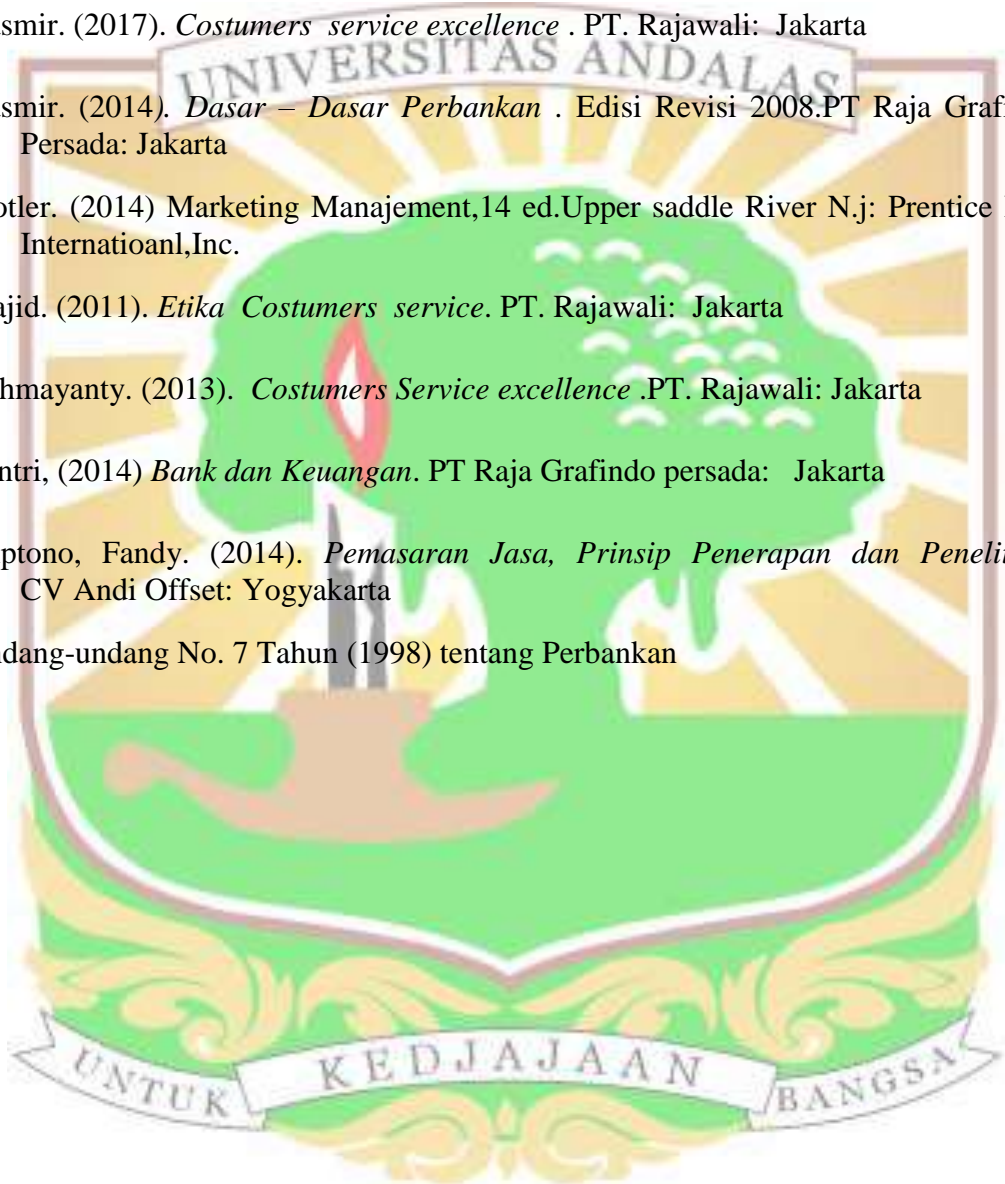 smir. (2017). Costumers service excellence . PT. Rajawali: Jakarta
UNIVERSITAS ANDALAS
smir. (2014). Dasar – Dasar Perbankan . Edisi Revisi 2008.PT Raja Grafi
Persada: Jakarta
otler. (2014) Marketing Manajement,14 ed.Upper saddle River N.j: Prentice
Internatioanl,Inc.
ajid. (2011). Etika Costumers service. PT. Rajawali: Jakarta
hmayanty. (2013). Costumers Service excellence .PT. Rajawali: Jakarta
ntri, (2014) Bank dan Keuangan. PT Raja Grafindo persada: Jakarta
ptono, Fandy. (2014). Pemasaran Jasa, Prinsip Penerapan dan Peneli
CV Andi Offset: Yogyakarta
ndang-undang No. 7 Tahun (1998) tentang Perbankan
UNTUK KEDJAJAAN BANGSA